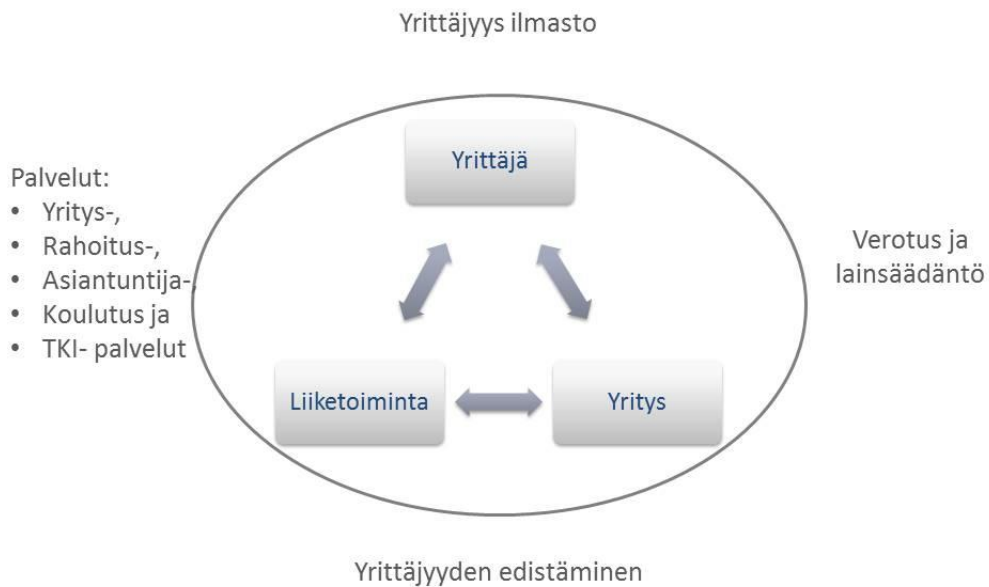 Yrittäjyys ilmasto
Yrittäjä
Palvelut:
• Yritys-,
• Rahoitus-,
• Asiantuntija-,
• Koulutus ja
• TKI- palvelut
Verotus ja
lainsäädäntö
Liiketoiminta
Yritys
Yrittäjyyden edistäminen